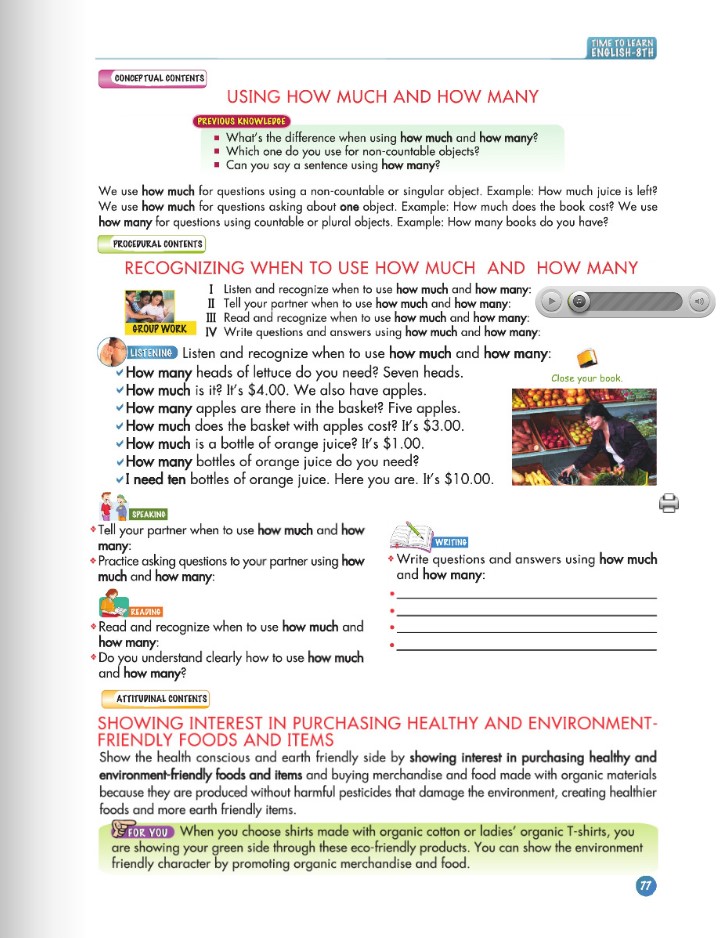 TIME TO LEARN
ENGLISH-8TH
CONCEPTUAL CONTENTS
USING HOW MUCH AND HOW MANY
PREVIOUS KNOWLEDGE
What's the difference when using how much and how many?
Which one do you use for non-countable objects?
Can you say a sentence using how many?
We use how much for questions using a non-countable or singular object. Example: How much juice is left?
We use how much for questions asking about one object. Example: How much does the book cost? We use
how many for questions using countable or plural objects. Example: How many books do you have?
PROCEDURAL CONTENTS
RECOGNIZING WHEN TO USE HOW MUCH AND HOW MANY
I Listen and recognize when to use how much and how many:
II Tell your partner when to use how much and how many:
III Read and recognize when to use how much and how many:
IV Write questions and answers using how much and how many:
GROUP WORK
LISTENING Listen and recognize when to use how much and how many:
How many heads of lettuce do you need? Seven heads.
How much is it? It's $4.00. We also have apples.
How many apples are there in the basket? Five apples.
How much does the basket with apples cost? It's $3.00.
How much is a bottle of orange juice? It's $1.00.
How many bottles of orange juice do you need?
I need ten bottles of orange juice. Here you are. It's $10.00.
Close your book.
SPEAKING
Tell your partner when to use how much and how
many:
Practice asking questions to your partner using how
much and how many:
READING
Read and recognize when to use how much and
how many:
Do you understand clearly how to use how much
and how many?
WRITING
Write questions and answers using how much
and how many:
ATTITUDINAL CONTENTS
SHOWING INTEREST IN PURCHASING HEALTHY AND ENVIRONMENT-
FRIENDLY FOODS AND ITEMS
Show the health conscious and earth friendly side by showing interest in purchasing healthy and
environment-friendly foods and items and buying merchandise and food made with organic materials
because they are produced without harmful pesticides that damage the environment, creating healthier
foods and more earth friendly items.
FOR YOU When you choose shirts made with organic cotton or ladies' organic T-shirts, you
are showing your green side through these eco-friendly products. You can show the environment
friendly character by promoting organic merchandise and food.
77